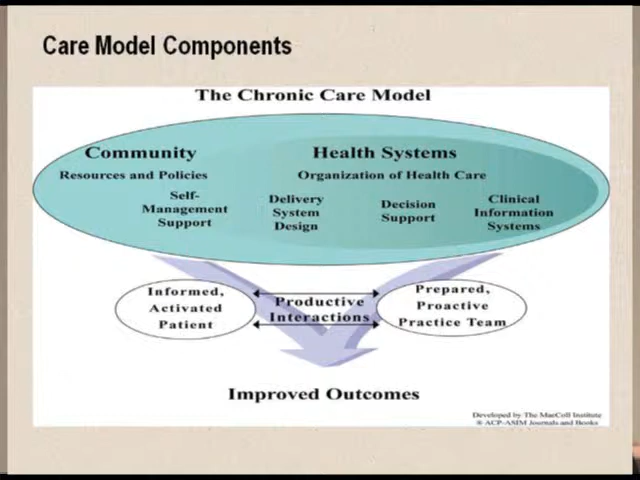 Care Model Components
The Chronic Care Model
Community
Resources and Policies
Health Systems
Organization of Health Care
Self-
Management
Support
Delivery
System
Design
Decision
Support
Clinical
Information
Systems
Informed,
Activated
Patient
Productive
Interactions
Prepared,
Proactive
Practice Team
Improved Outcomes
Developed by The MacColl Institute
® ACP-ASIM Journals and Books